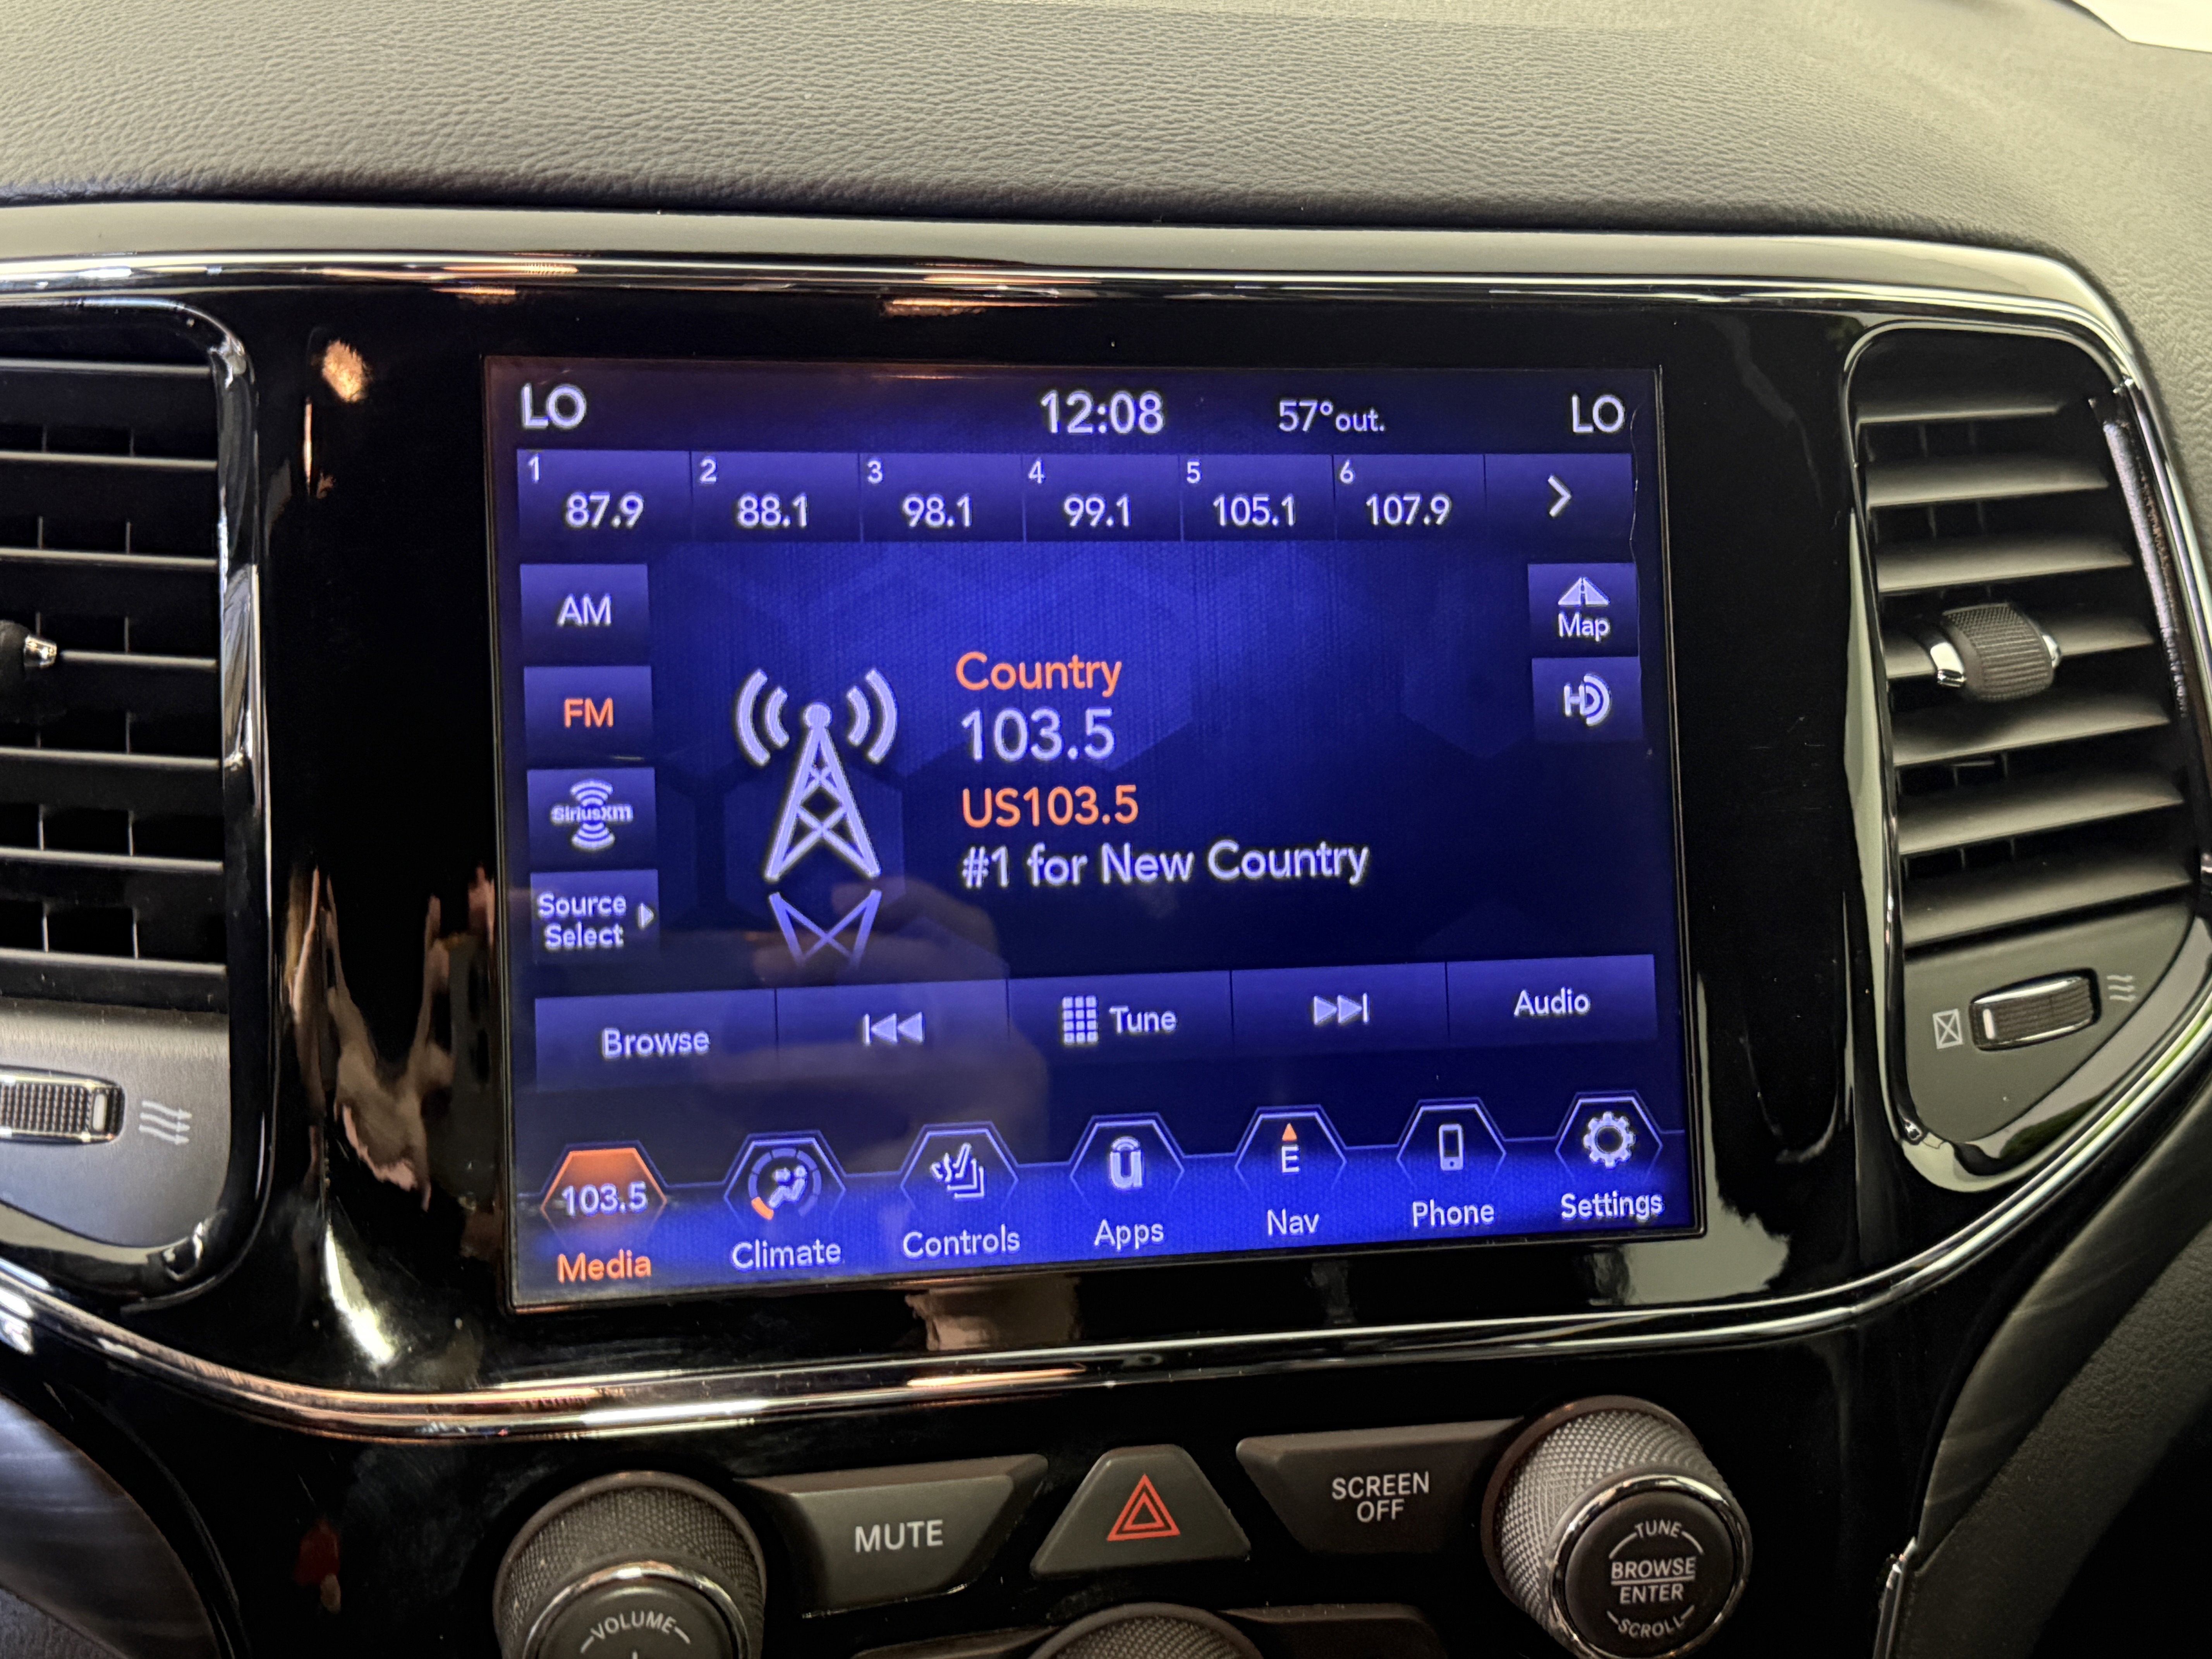 LO 12:08 57°out. LO
1 2 3 4 5 6
87.9 88.1 98.1 99.1 105.1 107.9
AM
Map
FM
HD
Country
103.5
US103.5
#1 for New Country
SiriusXm
Source
Select
Browse Tune Audio
103.5 E
Media Climate Controls Apps Nav Phone Settings
MUTE
SCREEN
OFF
VOLUME
TUNE
BROWSE
ENTER
SCROLL